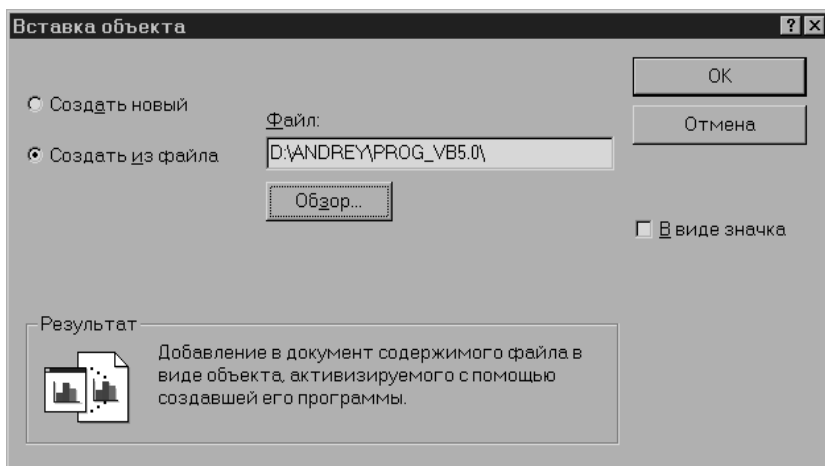 Вставка объекта
Создать новый
Создать из файла
Файл:
D:\ANDREY\PROG_VB5.0\
Обзор...
OK
Отмена
В виде значка
Результат
Добавление в документ содержимого файла в
виде объекта, активизируемого с помощью
создавшей его программы.